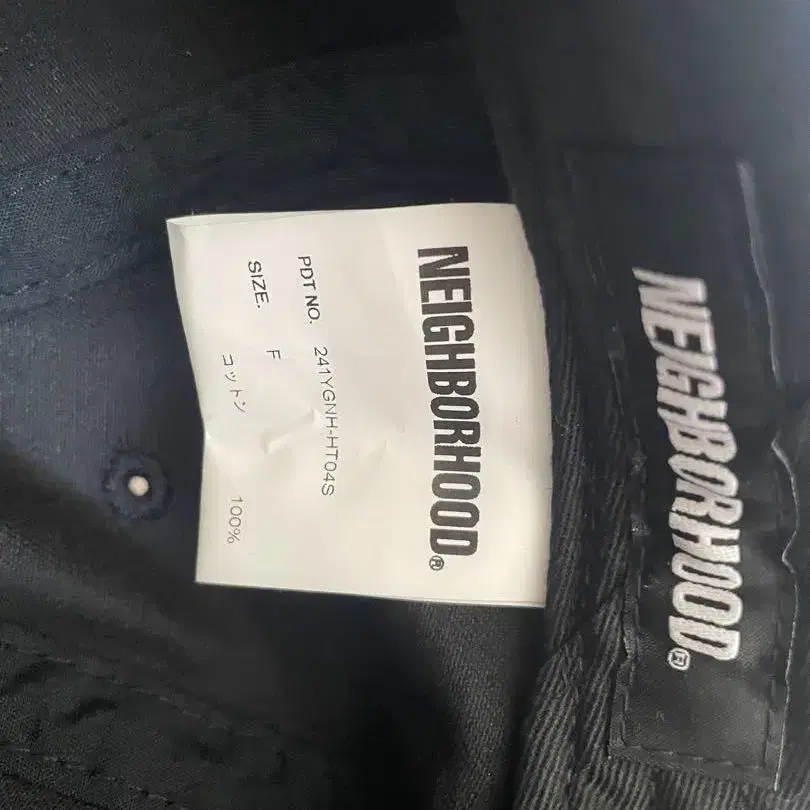 NEIGHBORHOOD®
PDT NO. 241YGNH-HT04S
SIZE. F
コットン 100%
NEIGHBORHOOD®